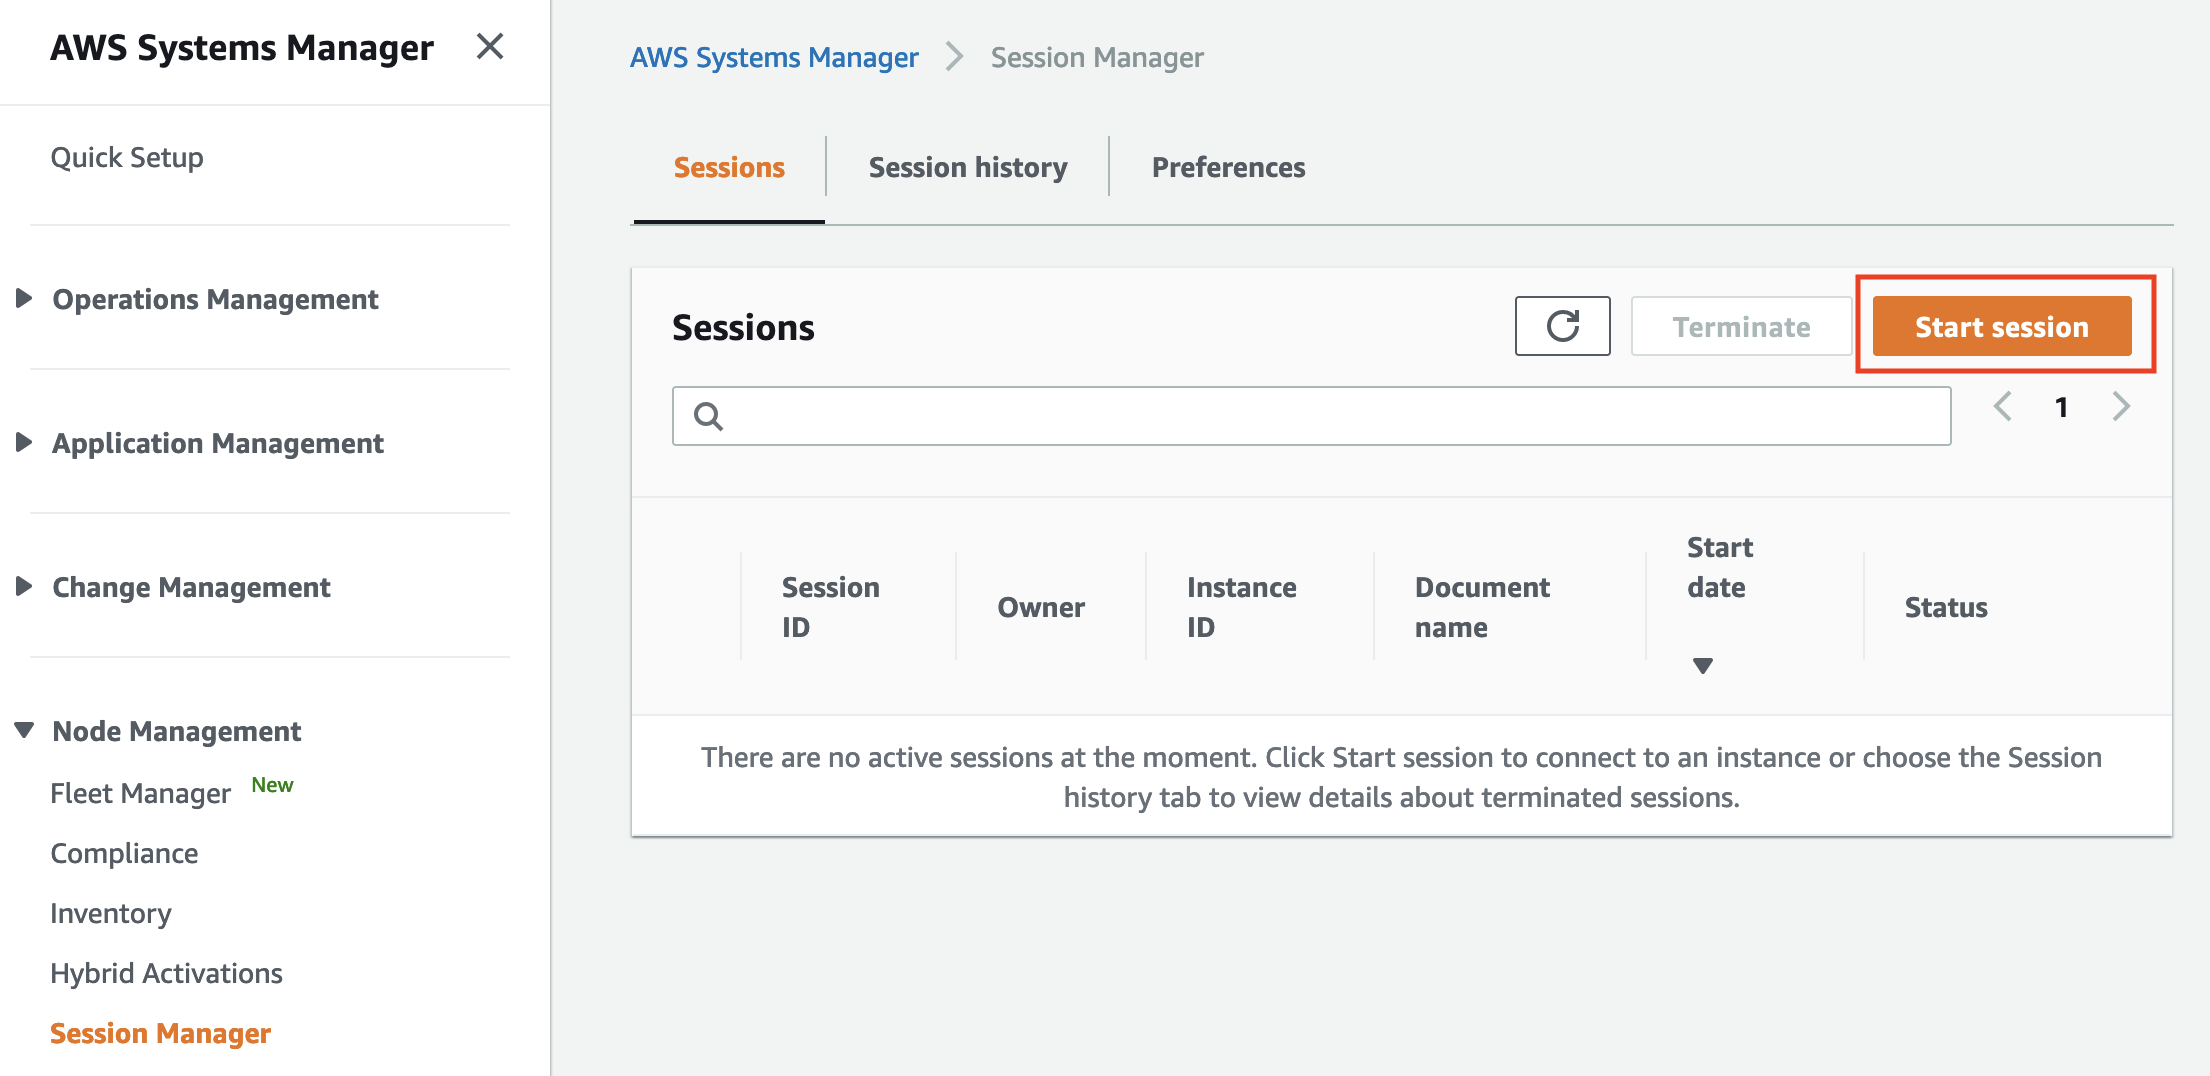 AWS Systems Manager
Quick Setup
Operations Management
Application Management
Change Management
Node Management
Fleet Manager New
Compliance
Inventory
Hybrid Activations
Session Manager
AWS Systems Manager > Session Manager
Sessions
Session history
Preferences
Sessions
Terminate
Start session
1
Session
ID
Owner
Instance
ID
Document
name
Start
date
Status
There are no active sessions at the moment. Click Start session to connect to an instance or choose the Session
history tab to view details about terminated sessions.